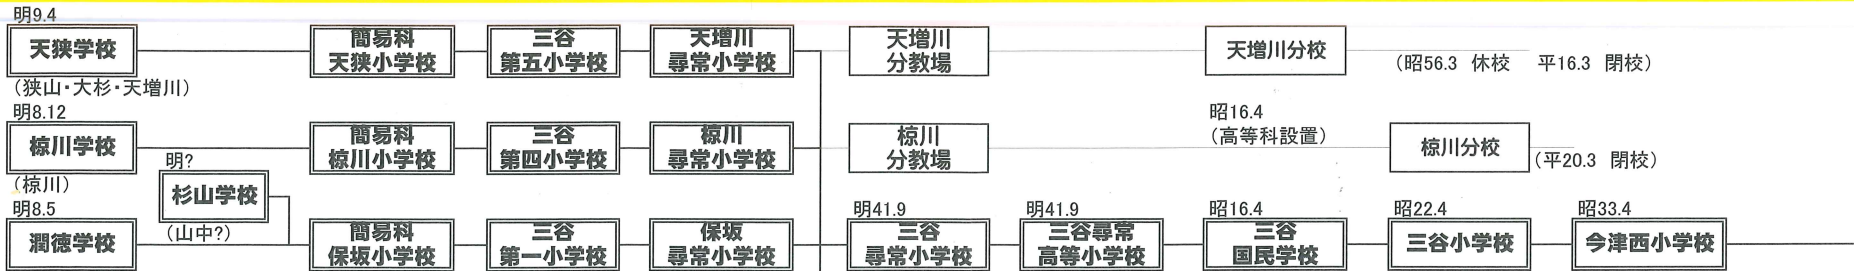 明9.4
天狭学校
(狭山・大杉・天増川)
簡易科
天狭小学校
三谷
第五小学校
天増川
尋常小学校
天増川
分教場
天増川分校
(昭56.3 休校 平16.3 閉校)
明8.12
椋川学校
(椋川)
簡易科
椋川小学校
三谷
第四小学校
椋川
尋常小学校
椋川
分教場
昭16.4
(高等科設置)
椋川分校
(平20.3 閉校)
明?
杉山学校
(山中?)
明8.5
潤徳学校
簡易科
保坂小学校
三谷
第一小学校
保坂
尋常小学校
明41.9
三谷
尋常小学校
明41.9
三谷尋常
高等小学校
昭16.4
三谷
国民学校
昭22.4
三谷小学校
昭33.4
今津西小学校